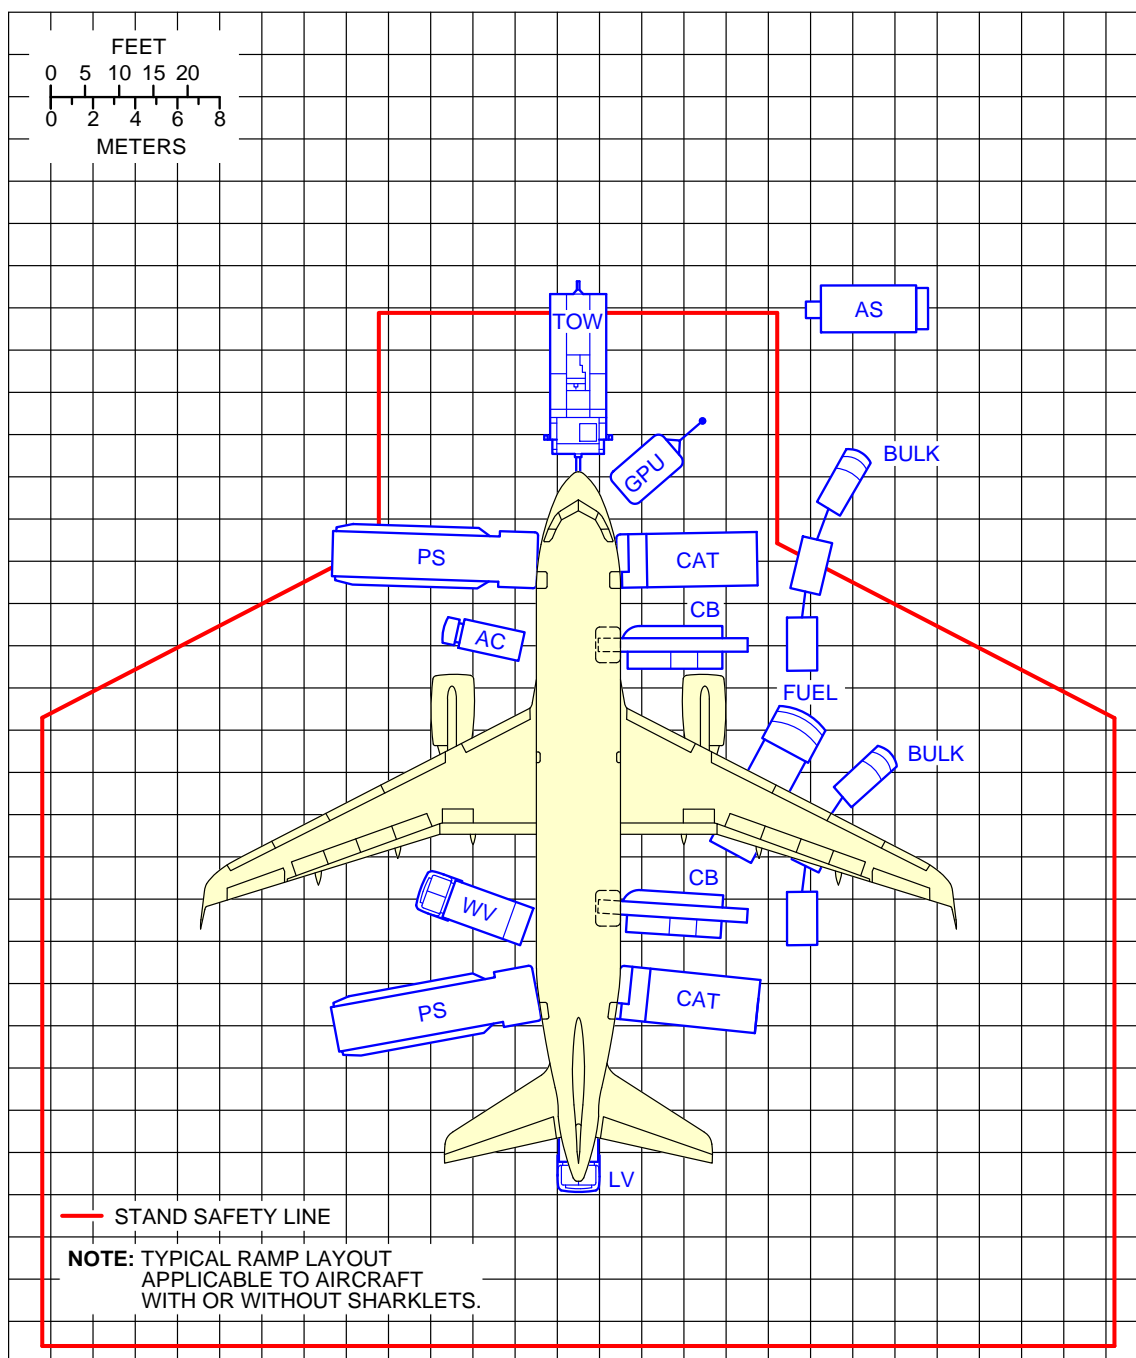 FEET
0 5 10 15 20
0 2 4 6 8
METERS
TOW
AS
GPU
BULK
PS
CAT
CB
AC
FUEL
BULK
CB
WV
CAT
PS
LV
STAND SAFETY LINE
NOTE: TYPICAL RAMP LAYOUT
APPLICABLE TO AIRCRAFT
WITH OR WITHOUT SHARKLETS.